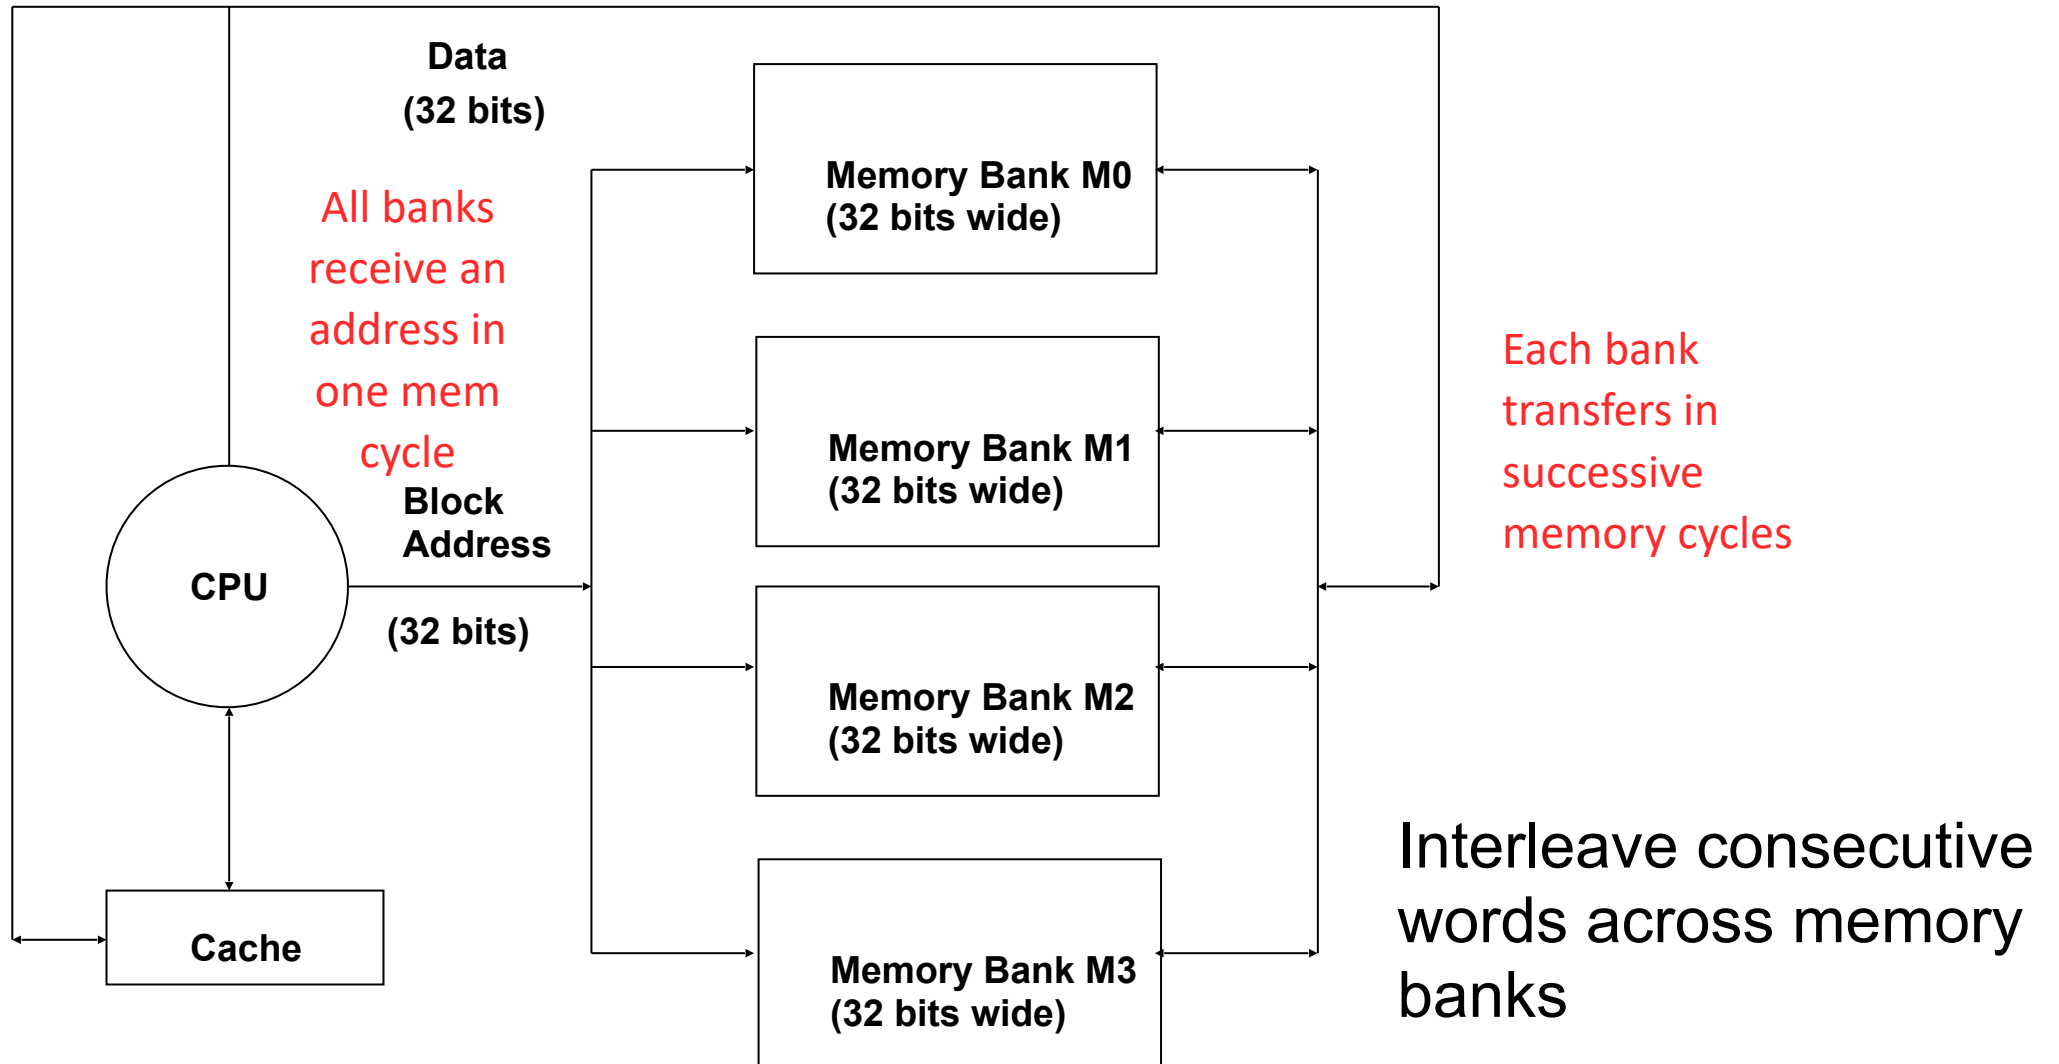 Data
(32 bits)
All banks
receive an
address in
one mem
cycle
Block
Address
(32 bits)
CPU
Cache
Memory Bank M0
(32 bits wide)
Memory Bank M1
(32 bits wide)
Memory Bank M2
(32 bits wide)
Memory Bank M3
(32 bits wide)
Each bank
transfers in
successive
memory cycles
Interleave consecutive
words across memory
banks